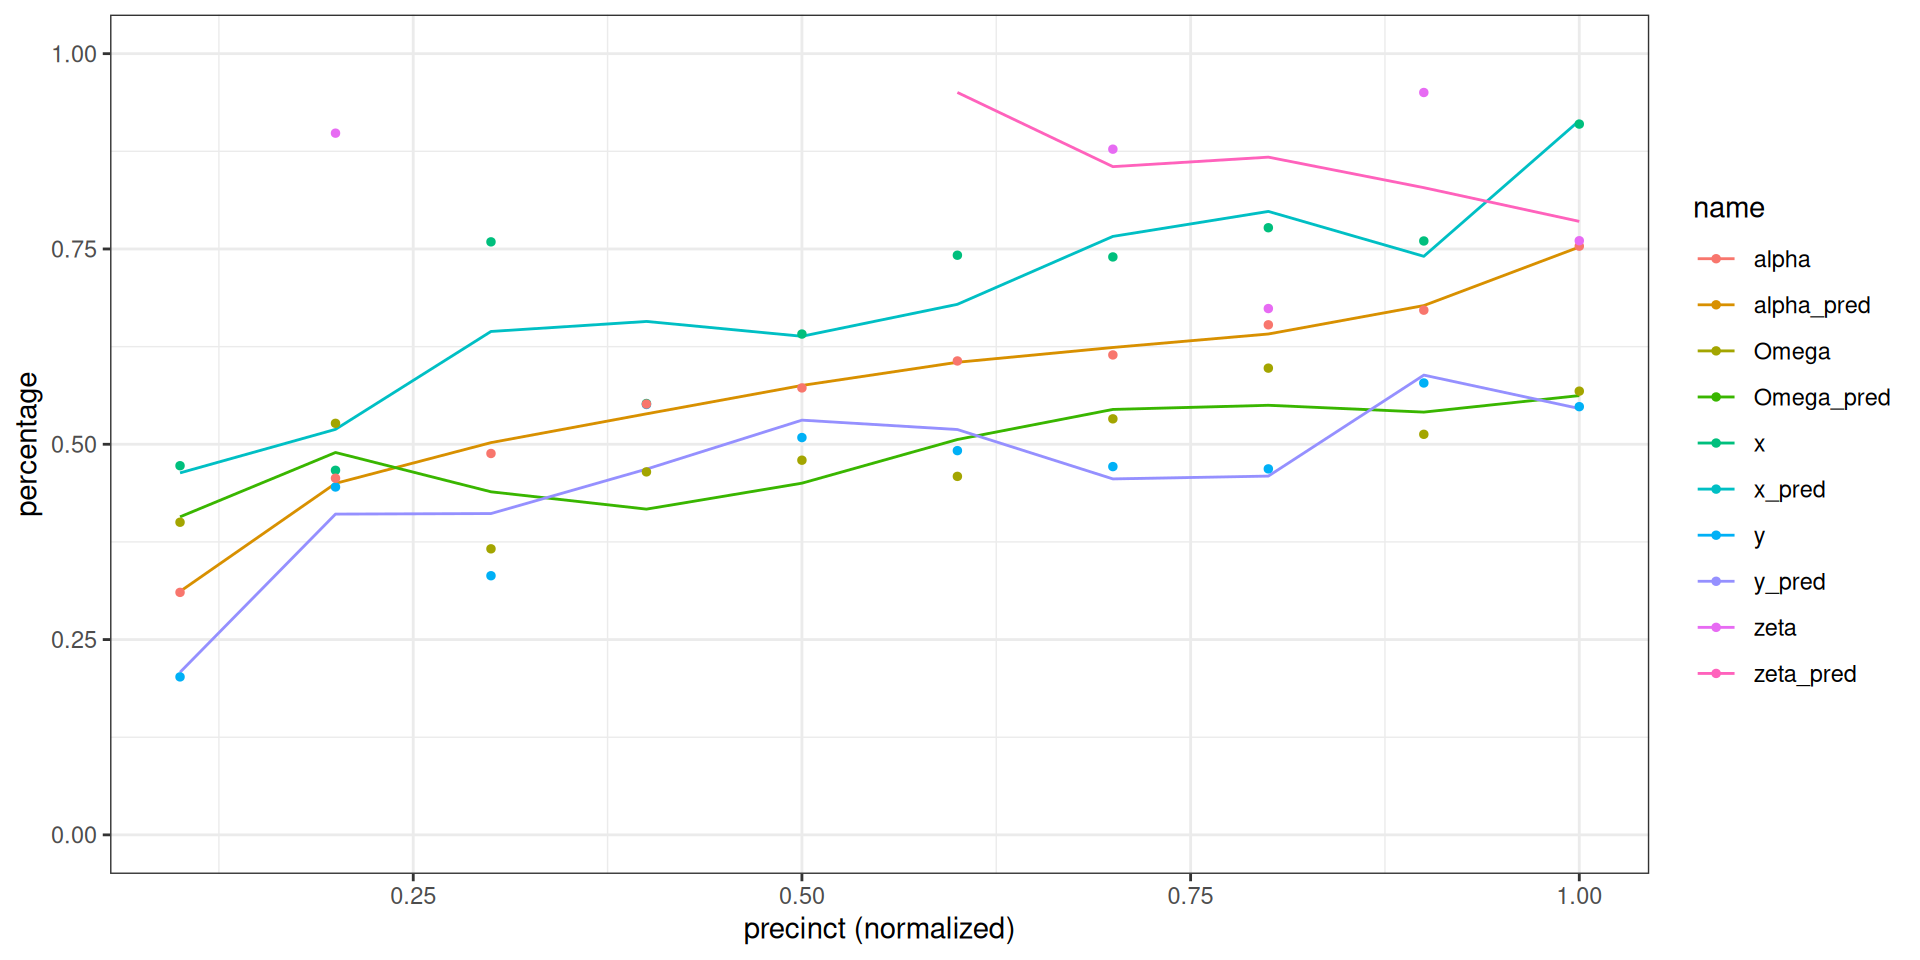 1.00
0.75
0.50
0.25
0.00
percentage
0.25 0.50 0.75 1.00
precinct (normalized)
name
alpha
alpha_pred
Omega
Omega_pred
x
x_pred
y
y_pred
zeta
zeta_pred